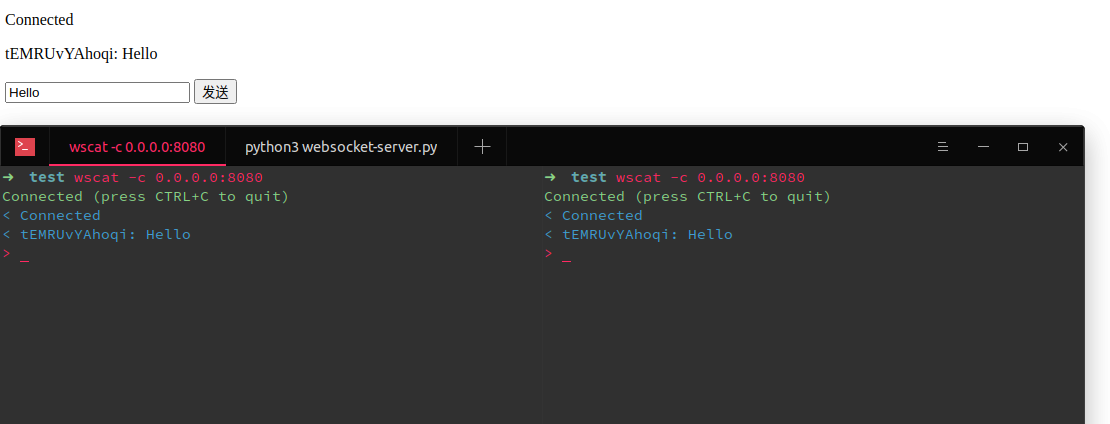 Connected
tEMRUvYAhoqi: Hello
Hello 发送
>_ wscat -c 0.0.0.0:8080 python3 websocket-server.py
➜ test wscat -c 0.0.0.0:8080
Connected (press CTRL+C to quit)
< Connected
< tEMRUvYAhoqi: Hello
> _
➜ test wscat -c 0.0.0.0:8080
Connected (press CTRL+C to quit)
< Connected
< tEMRUvYAhoqi: Hello
> _